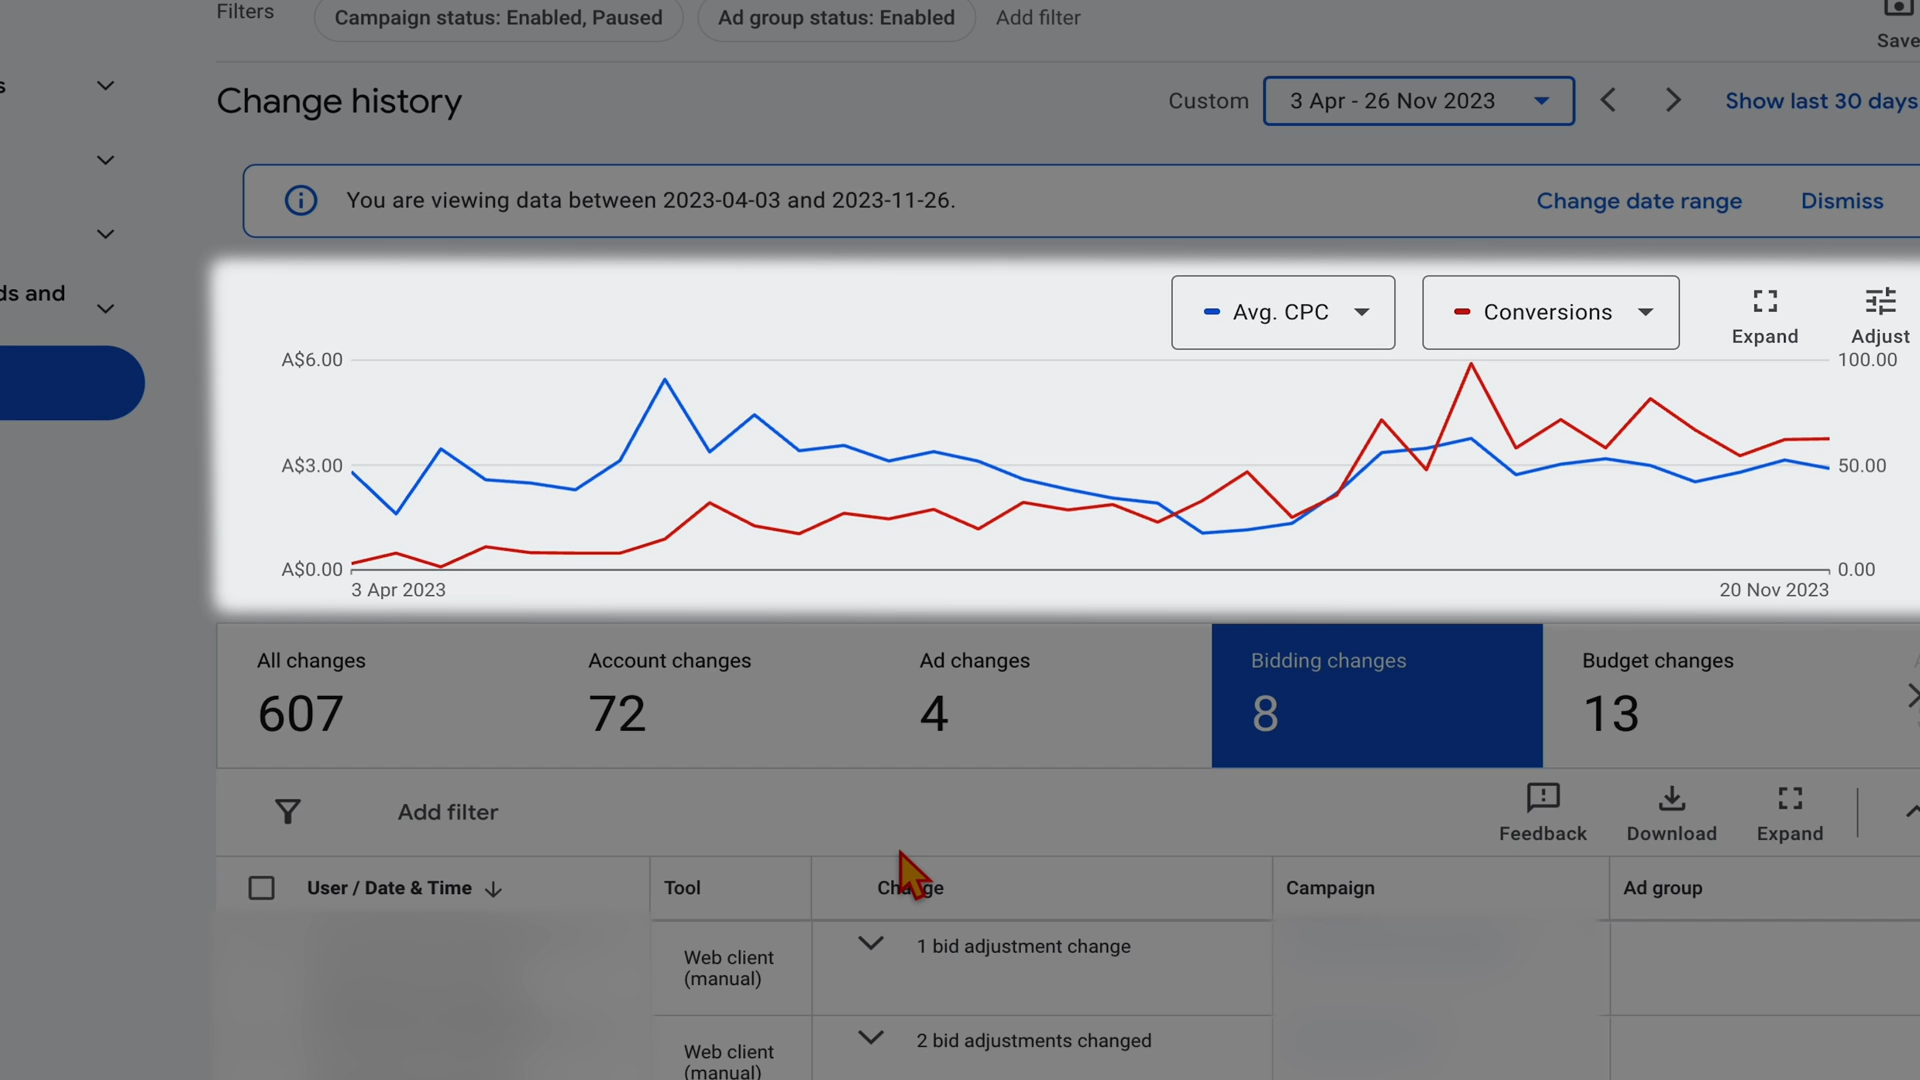 Filters
Campaign status: Enabled, Paused
Ad group status: Enabled
Add filter
Save
s
ds and
Change history
Custom
3 Apr - 26 Nov 2023
Show last 30 days
You are viewing data between 2023-04-03 and 2023-11-26.
Change date range
Dismiss
Avg. CPC
Conversions
Expand
Adjust
A$6.00
100.00
A$3.00
50.00
A$0.00
0.00
3 Apr 2023
20 Nov 2023
All changes
607
Account changes
72
Ad changes
4
Bidding changes
8
Budget changes
13
Add filter
Feedback
Download
Expand
User / Date & Time
Tool
Change
Campaign
Ad group
Web client
(manual)
1 bid adjustment change
Web client
(manual)
2 bid adjustments changed